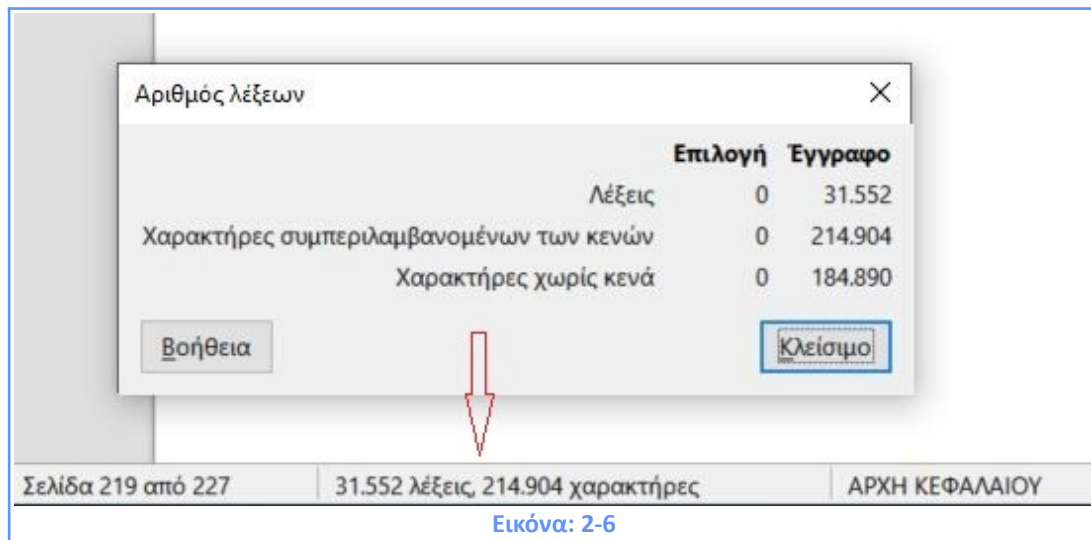 Αριθμός λέξεων
Επιλογή Έγγραφο
Λέξεις 0 31.552
Χαρακτήρες συμπεριλαμβανομένων των κενών 0 214.904
Χαρακτήρες χωρίς κενά 0 184.890
Βοήθεια Κλείσιμο
Σελίδα 219 από 227 31.552 λέξεις, 214.904 χαρακτήρες ΑΡΧΗ ΚΕΦΑΛΑΙΟΥ
Εικόνα: 2-6